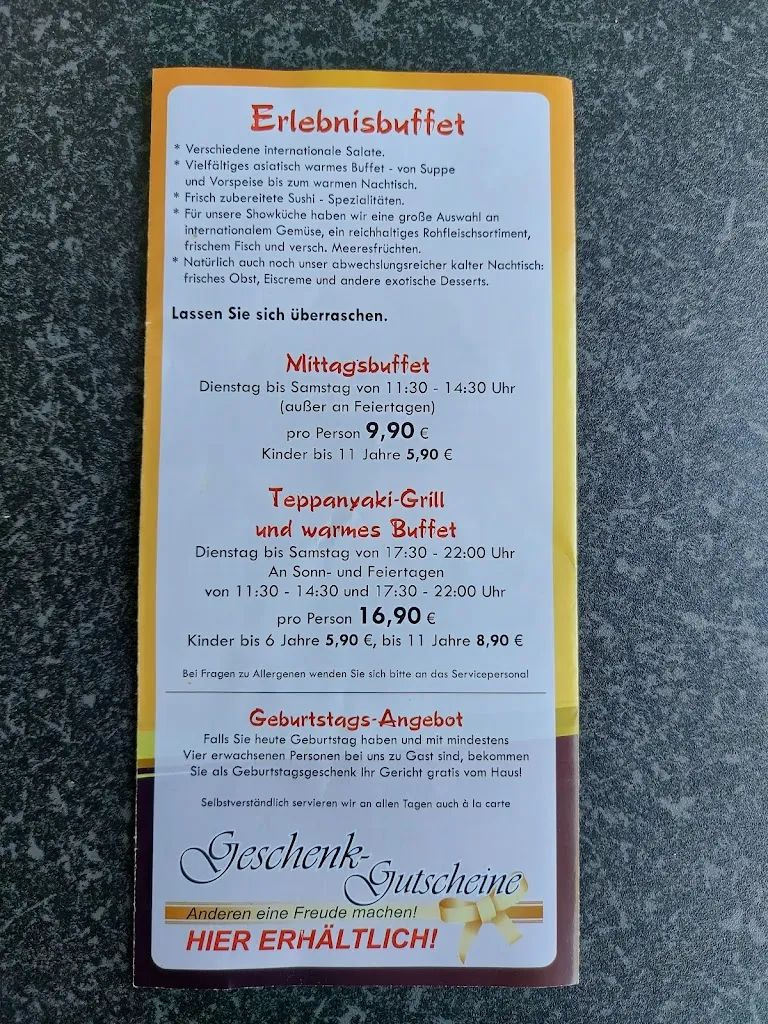 Erlebnisbuffet
* Verschiedene internationale Salate.
* Vielfältiges asiatisch warmes Buffet - von Suppe
und Vorspeise bis zum warmen Nachtisch.
* Frisch zubereitete Sushi - Spezialitäten.
* Für unsere Showküche haben wir eine große Auswahl an
internationalem Gemüse, ein reichhaltiges Rohfleischsortiment,
frischem Fisch und versch. Meeresfrüchten.
* Natürlich auch noch unser abwechslungsreicher kalter Nachtisch:
frisches Obst, Eiscreme und andere exotische Desserts.
Lassen Sie sich überraschen.
Mittagsbuffet
Dienstag bis Samstag von 11:30 - 14:30 Uhr
(außer an Feiertagen)
pro Person 9,90 €
Kinder bis 11 Jahre 5,90 €
Teppanyaki-Grill
und warmes Buffet
Dienstag bis Samstag von 17:30 - 22:00 Uhr
An Sonn- und Feiertagen
von 11:30 - 14:30 und 17:30 - 22:00 Uhr
pro Person 16,90 €
Kinder bis 6 Jahre 5,90 €, bis 11 Jahre 8,90 €
Bei Fragen zu Allergenen wenden Sie sich bitte an das Servicepersonal
Geburtstags-Angebot
Falls Sie heute Geburtstag haben und mit mindestens
Vier erwachsenen Personen bei uns zu Gast sind, bekommen
Sie als Geburtstagsgeschenk Ihr Gericht gratis vom Haus!
Selbstverständlich servieren wir an allen Tagen auch à la carte
Geschenk-
Gutscheine
Anderen eine Freude machen!
HIER ERHÄLTLICH!